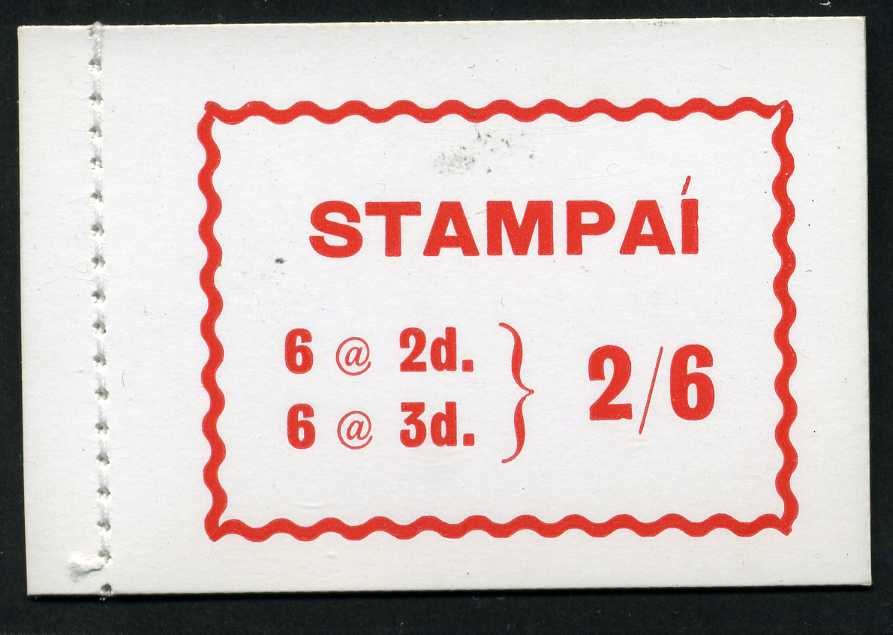 STAMPAÍ
6 @ 2d.
6 @ 3d. } 2/6